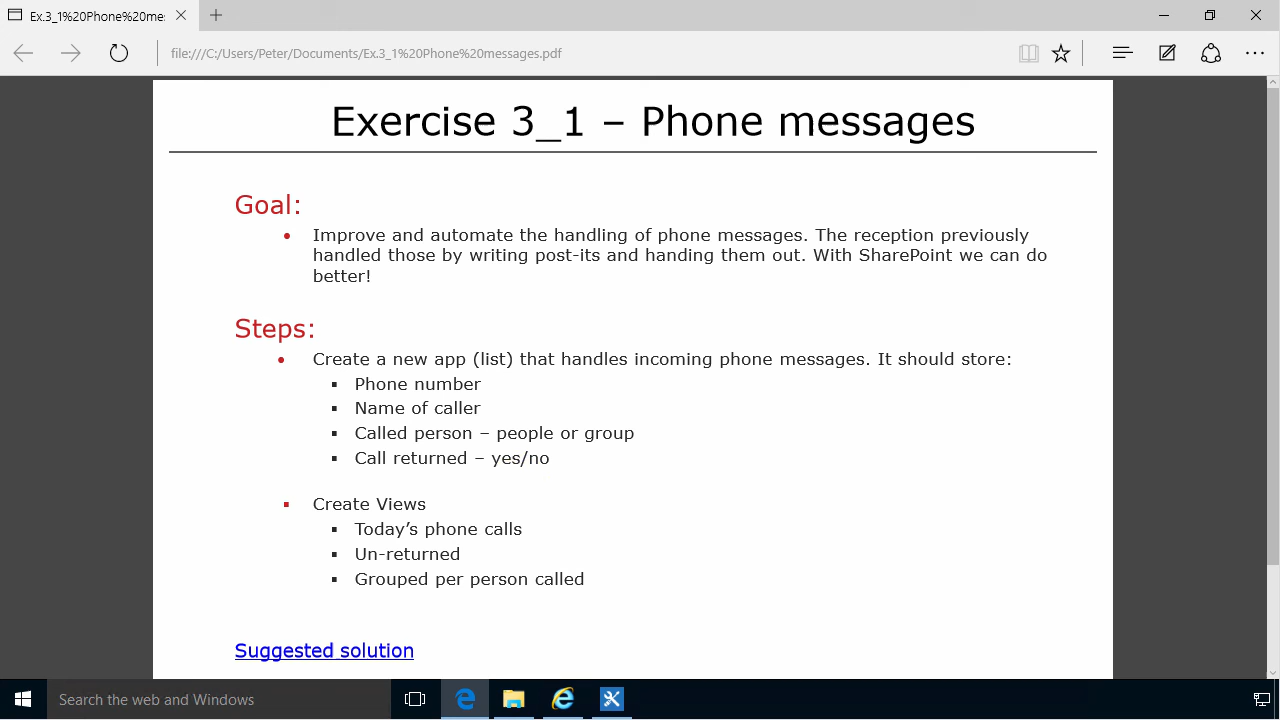 Ex.3_1%20Phone%20me
file:///C:/Users/Peter/Documents/Ex.3_1%20Phone%20messages.pdf
Exercise 3_1 – Phone messages
Goal:
• Improve and automate the handling of phone messages. The reception previously
handled those by writing post-its and handing them out. With SharePoint we can do
better!
Steps:
• Create a new app (list) that handles incoming phone messages. It should store:
▪ Phone number
▪ Name of caller
▪ Called person – people or group
▪ Call returned – yes/no
▪ Create Views
▪ Today’s phone calls
▪ Un-returned
▪ Grouped per person called
Suggested solution
Search the web and Windows